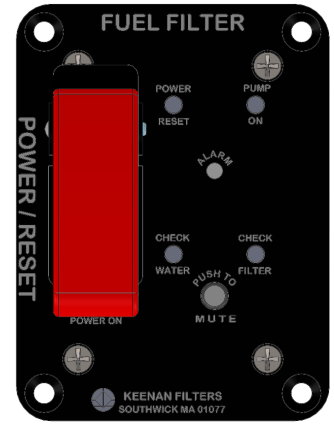 FUEL FILTER
POWER / RESET
POWER
RESET
PUMP
ON
ALARM
CHECK
WATER
CHECK
FILTER
PUSH TO
MUTE
POWER ON
KEENAN FILTERS
SOUTHWICK MA 01077